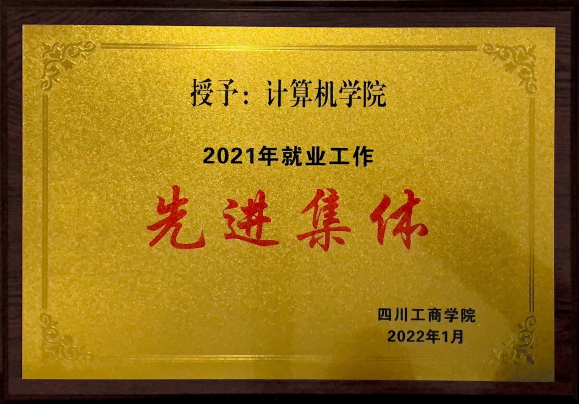 授予：计算机学院
2021年就业工作
先进集体
四川工商学院
2022年1月